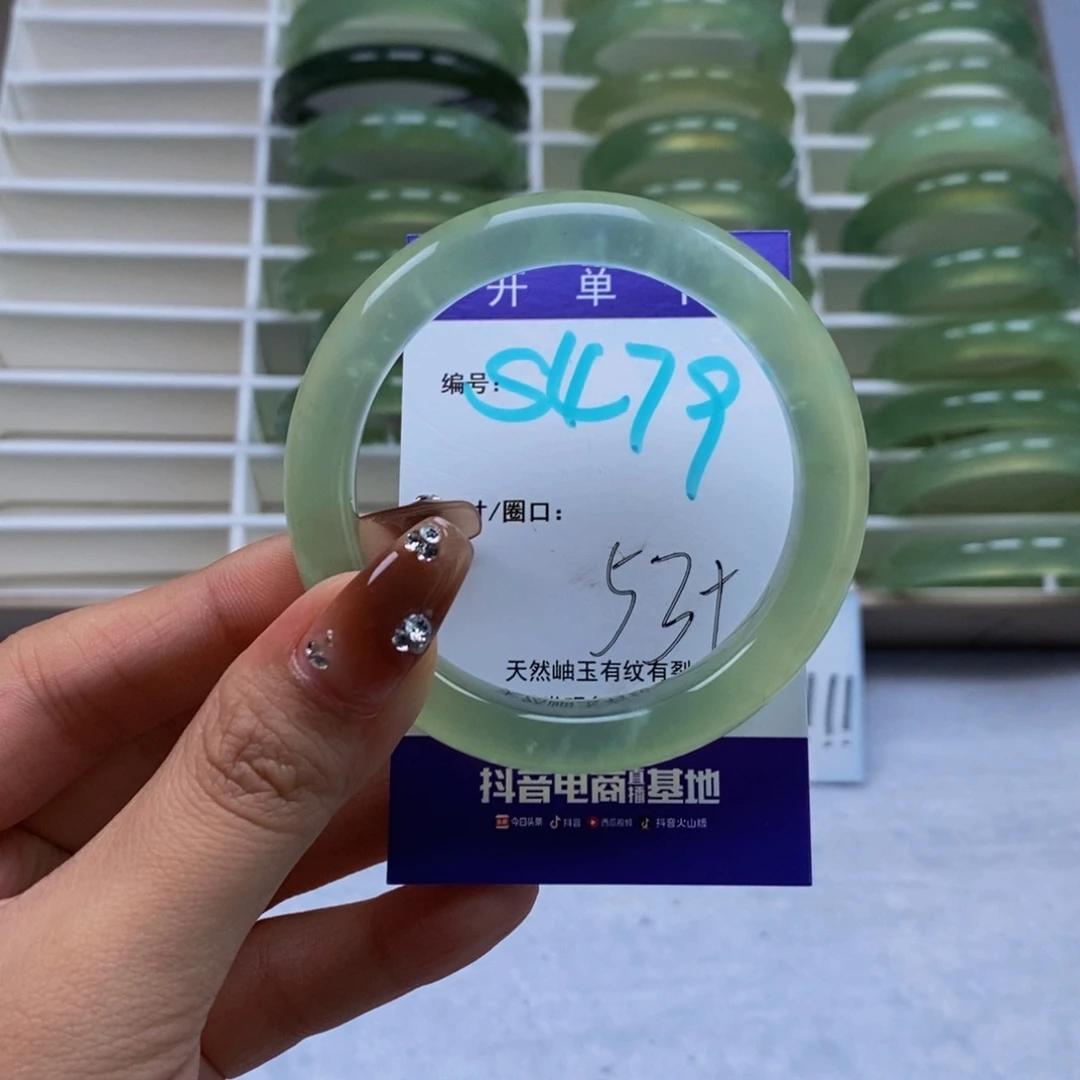 开单卡
编号: S479
寸/圈口:
53+
天然岫玉有纹有裂
抖音电商直播基地
今日头条 抖音 西瓜视频 抖音火山版